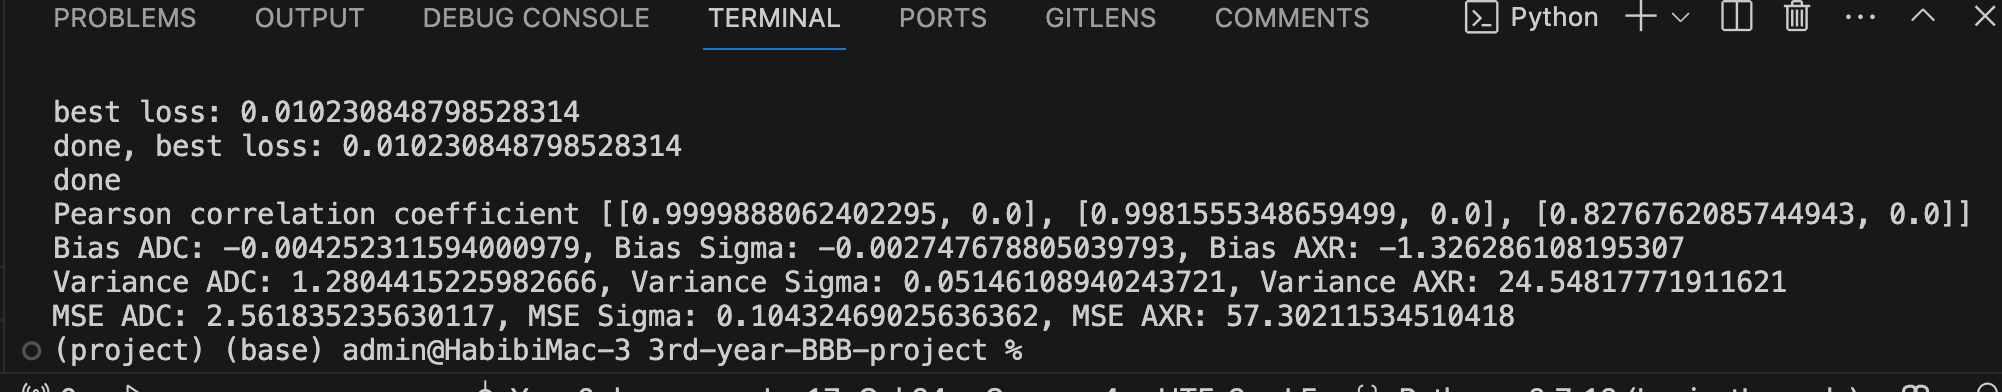 PROBLEMS OUTPUT DEBUG CONSOLE TERMINAL PORTS GITLENS COMMENTS Python
best loss: 0.010230848798528314
done, best loss: 0.010230848798528314
done
Pearson correlation coefficient [[0.9999888062402295, 0.0], [0.9981555348659499, 0.0], [0.8276762085744943, 0.0]]
Bias ADC: -0.004252311594000979, Bias Sigma: -0.002747678805039793, Bias AXR: -1.326286108195307
Variance ADC: 1.2804415225982666, Variance Sigma: 0.05146108940243721, Variance AXR: 24.54817771911621
MSE ADC: 2.561835235630117, MSE Sigma: 0.10432469025636362, MSE AXR: 57.30211534510418
(project) (base) admin@HabibiMac-3 3rd-year-BBB-project %